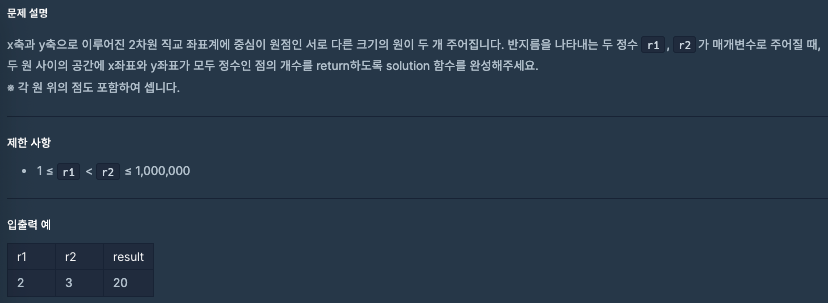 문제 설명
x축과 y축으로 이루어진 2차원 직교 좌표계에 중심이 원점인 서로 다른 크기의 원이 두 개 주어집니다. 반지름을 나타내는 두 정수 r1, r2가 매개변수로 주어질 때,
두 원 사이의 공간에 x좌표와 y좌표가 모두 정수인 점의 개수를 return하도록 solution 함수를 완성해주세요.
※ 각 원 위의 점도 포함하여 셉니다.
제한 사항
• 1 ≤ r1 < r2 ≤ 1,000,000
입출력 예
r1 r2 result
2 3 20